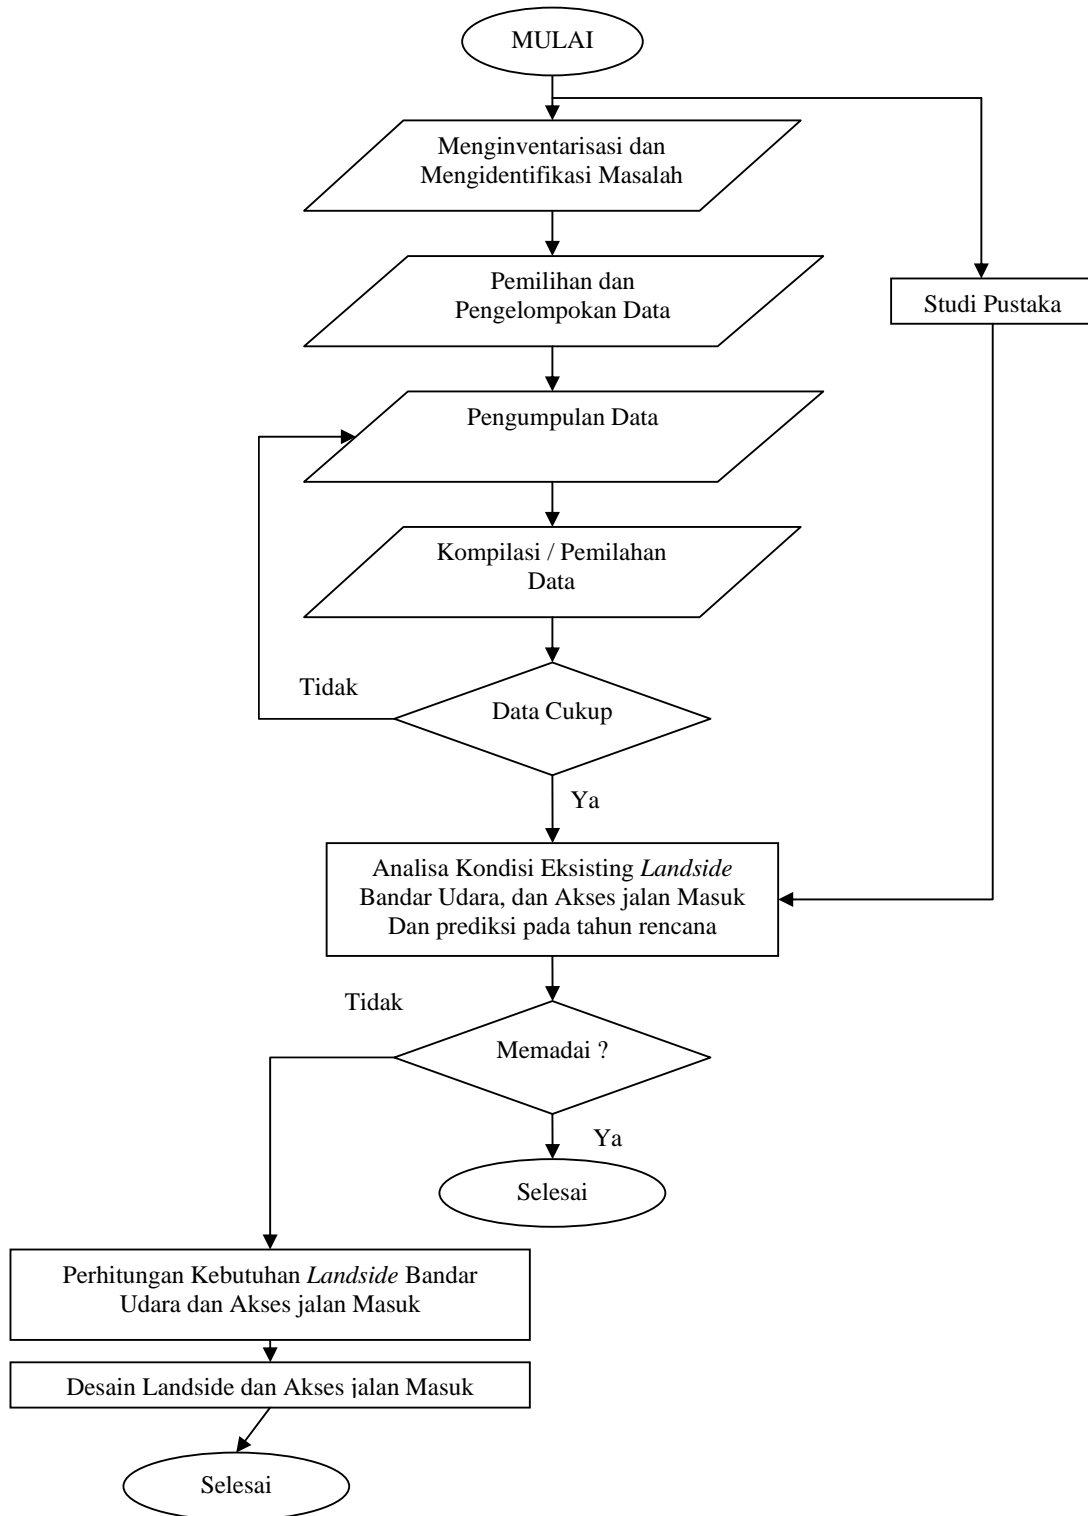 MULAI
Menginventarisasi dan
Mengidentifikasi Masalah
Pemilihan dan
Pengelompokan Data
Studi Pustaka
Pengumpulan Data
Kompilasi / Pemilahan
Data
Tidak
Data Cukup
Ya
Analisa Kondisi Eksisting Landside
Bandar Udara, dan Akses jalan Masuk
Dan prediksi pada tahun rencana
Tidak
Memadai ?
Ya
Selesai
Perhitungan Kebutuhan Landside Bandar
Udara dan Akses jalan Masuk
Desain Landside dan Akses jalan Masuk
Selesai